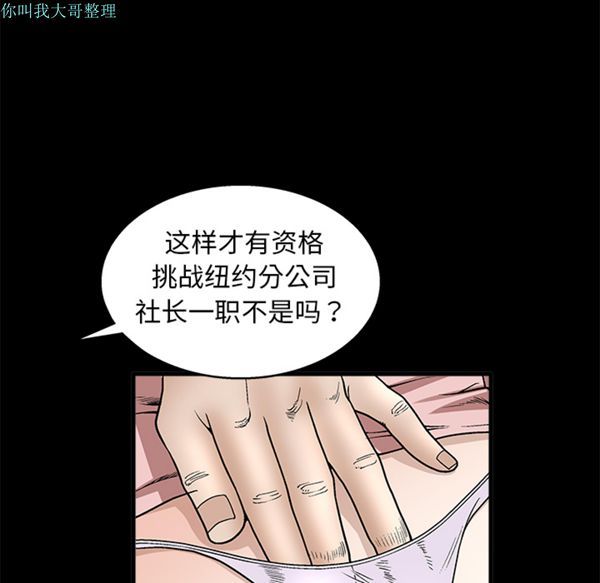 你叫我大哥整理
这样才有资格
挑战纽约分公司
社长一职不是吗？